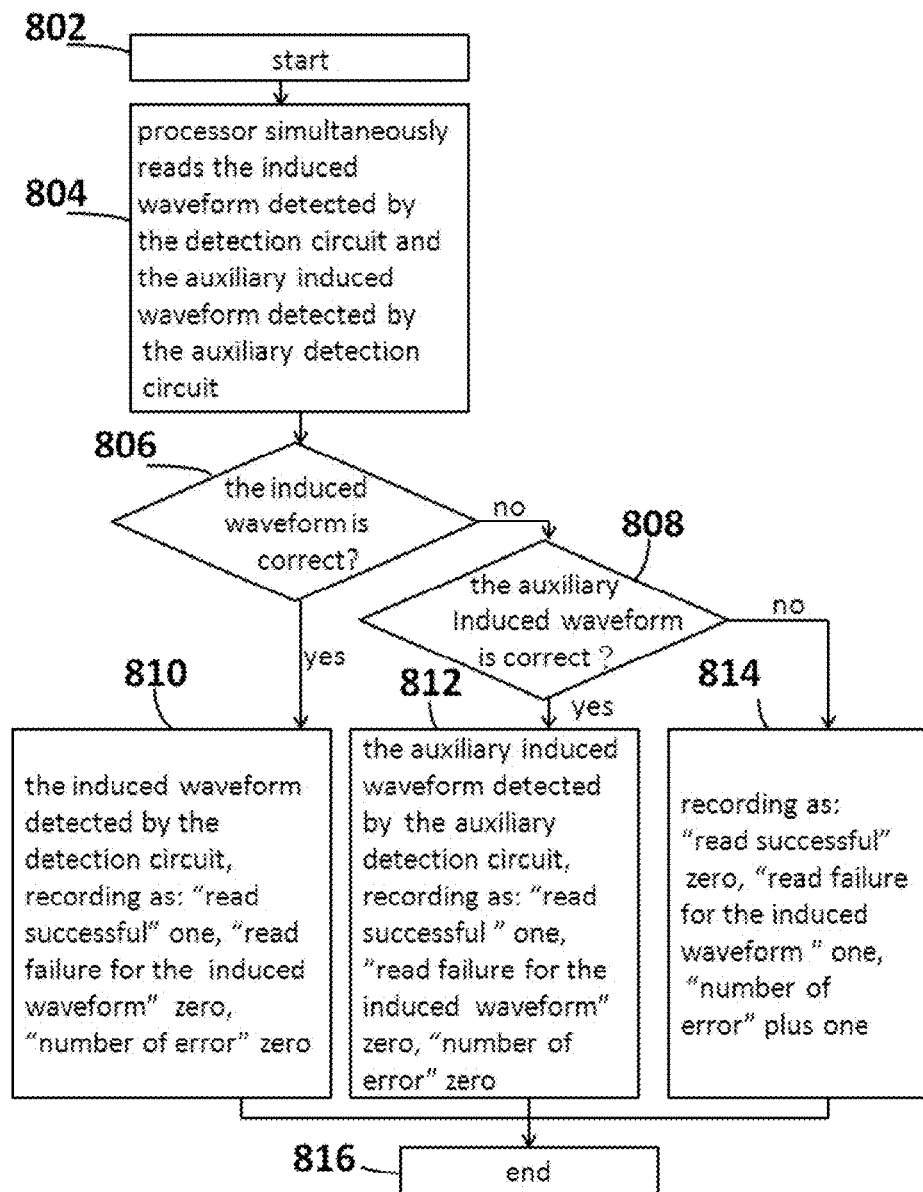 802
start
804
processor simultaneously
reads the induced
waveform detected by
the detection circuit and
the auxiliary induced
waveform detected by
the auxiliary detection
circuit
806
the induced
waveform is
correct?
no
808
the auxiliary
Induced waveform
is correct ?
no
yes
810
812
yes
814
the induced waveform
detected by the
detection circuit,
recording as: "read
successful" one, "read
failure for the induced
waveform" zero,
"number of error" zero
the auxiliary induced
waveform detected
by the auxiliary
detection circuit,
recording as: "read
successful " one,
"read failure for the
induced waveform"
zero, "number of
error" zero
recording as:
"read successful"
zero, "read failure
for the induced
waveform " one,
"number of
error" plus one
816
end